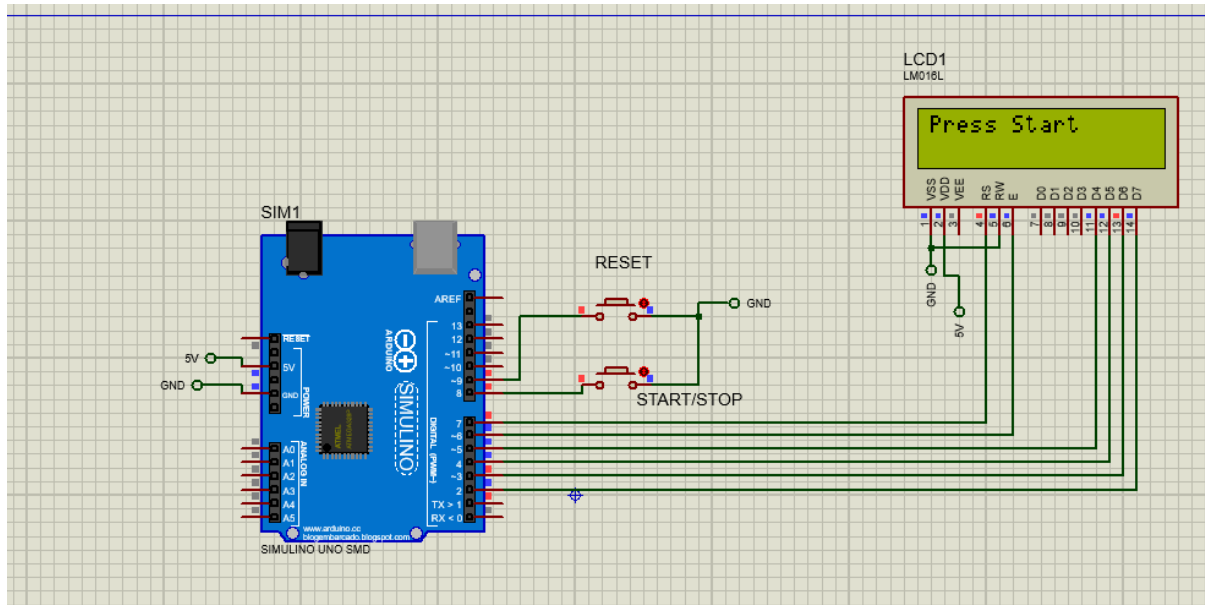 LCD1
LM016L
Press Start
VSS
VDD
VEE
RS
RW
E
D0
D1
D2
D3
D4
D5
D6
D7
1
2
3
4
5
6
7
8
9
10
11
12
13
14
GND
5V
SIM1
RESET
GND
START/STOP
AREF
13
12
~11
~10
~9
8
7
~6
~5
4
~3
2
TX > 1
RX < 0
DIGITAL (PWM~)
ARDUINO
SIMULINO
RESET
5V
GND
POWER
5V
GND
ATMEL
ANALOG IN
A0
A1
A2
A3
A4
A5
www.arduino.cc
blogembarcado.blogspot.com
SIMULINO UNO SMD